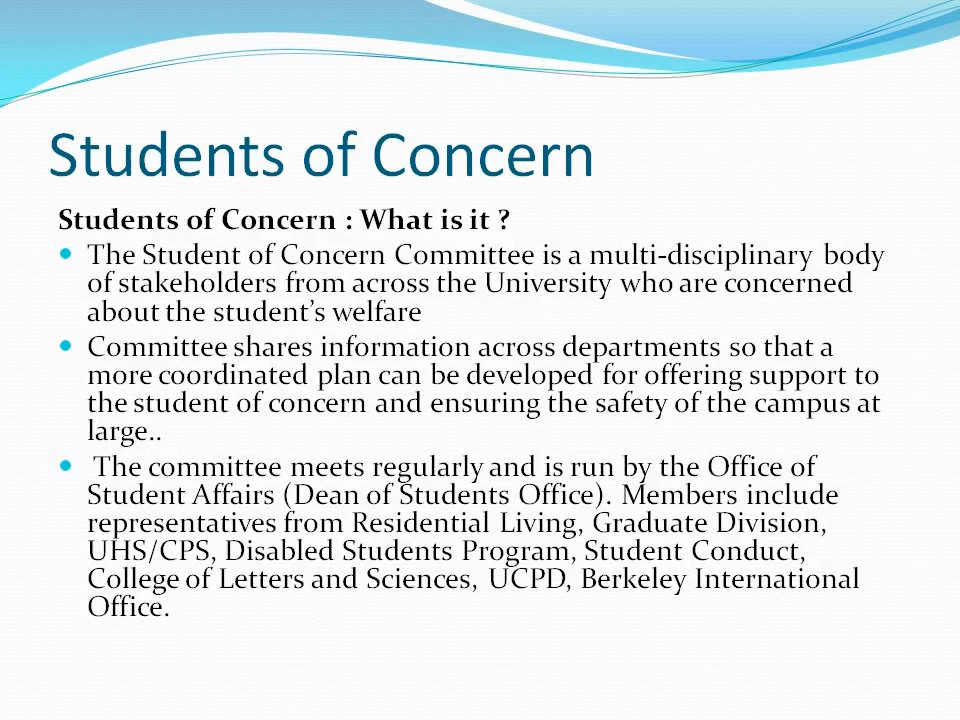 Students of Concern
Students of Concern : What is it ?
The Student of Concern Committee is a multi-disciplinary body
of stakeholders from across the University who are concerned
about the student's welfare
Committee shares information across departments so that a
more coordinated plan can be developed for offering support to
the student of concern and ensuring the safety of the campus at
large..
The committee meets regularly and is run by the Office of
Student Affairs (Dean of Students Office). Members include
representatives from Residential Living, Graduate Division,
UHS/CPS, Disabled Students Program, Student Conduct,
College of Letters and Sciences, UCPD, Berkeley International
Office.